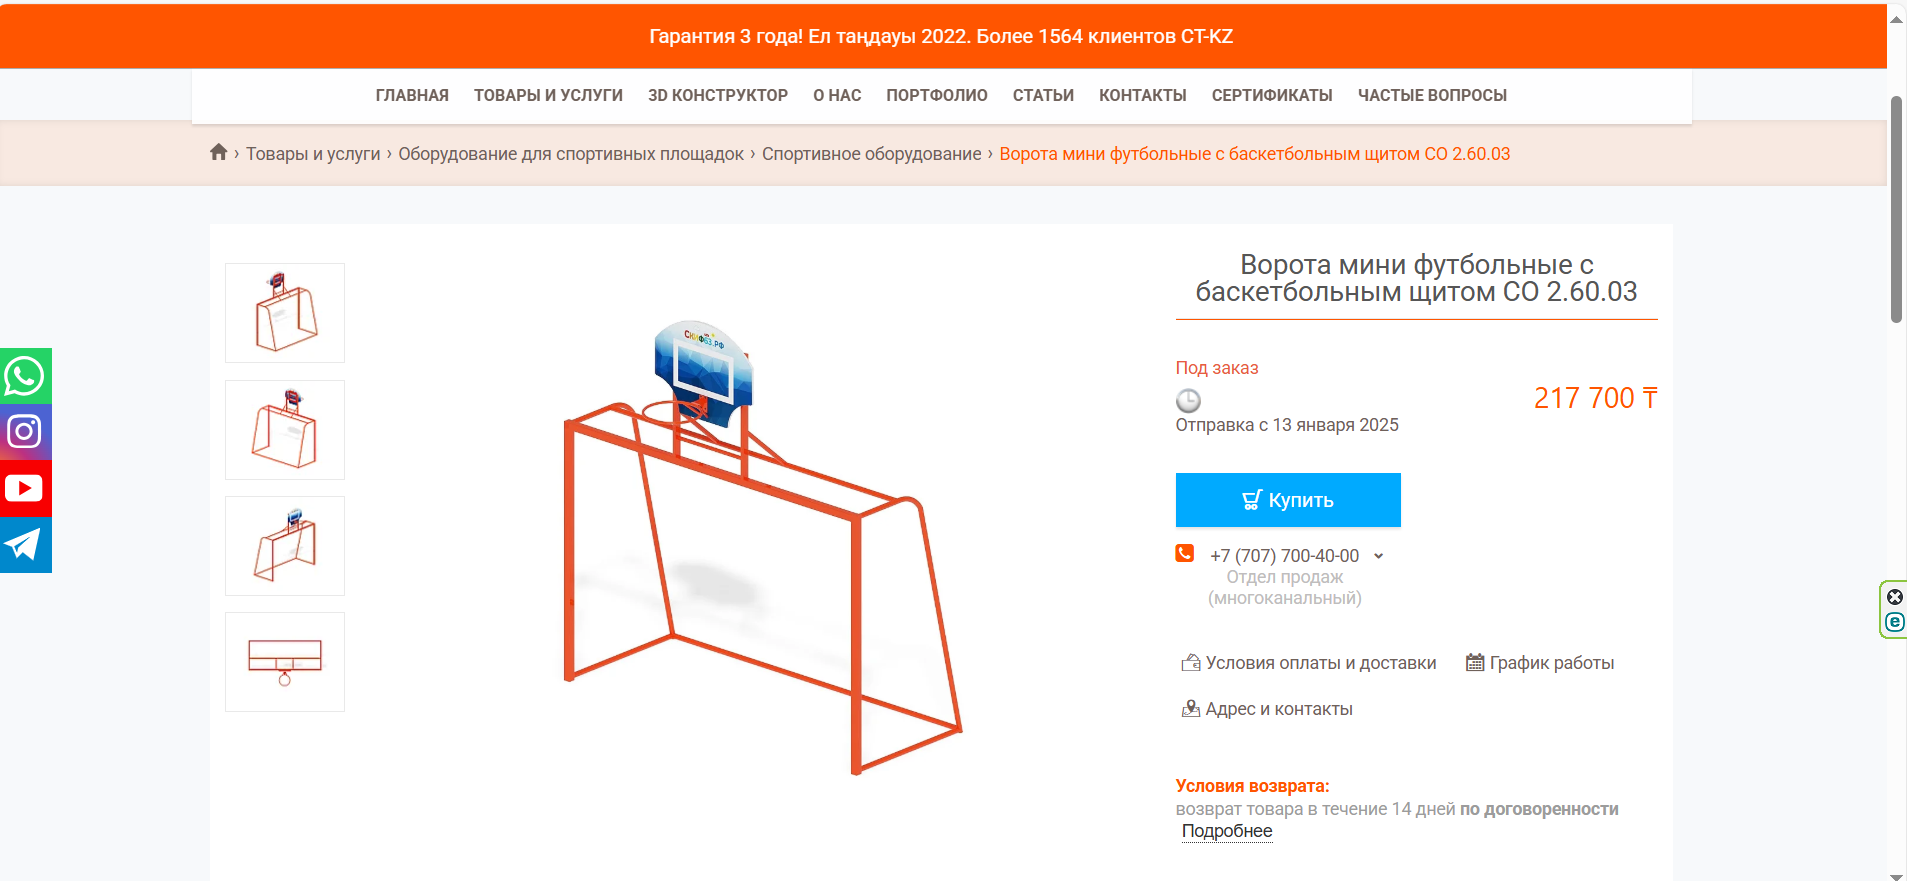 Гарантия 3 года! Ел таңдауы 2022. Более 1564 клиентов CT-KZ
ГЛАВНАЯ ТОВАРЫ И УСЛУГИ 3D КОНСТРУКТОР О НАС ПОРТФОЛИО СТАТЬИ КОНТАКТЫ СЕРТИФИКАТЫ ЧАСТЫЕ ВОПРОСЫ
› Товары и услуги › Оборудование для спортивных площадок › Спортивное оборудование › Ворота мини футбольные с баскетбольным щитом СО 2.60.03
Ворота мини футбольные с
баскетбольным щитом СО 2.60.03
СКИФ63.РФ
Под заказ
217 700 ₸
Отправка с 13 января 2025
Купить
+7 (707) 700-40-00
Отдел продаж
(многоканальный)
Условия оплаты и доставки График работы
Адрес и контакты
Условия возврата:
возврат товара в течение 14 дней по договоренности
Подробнее